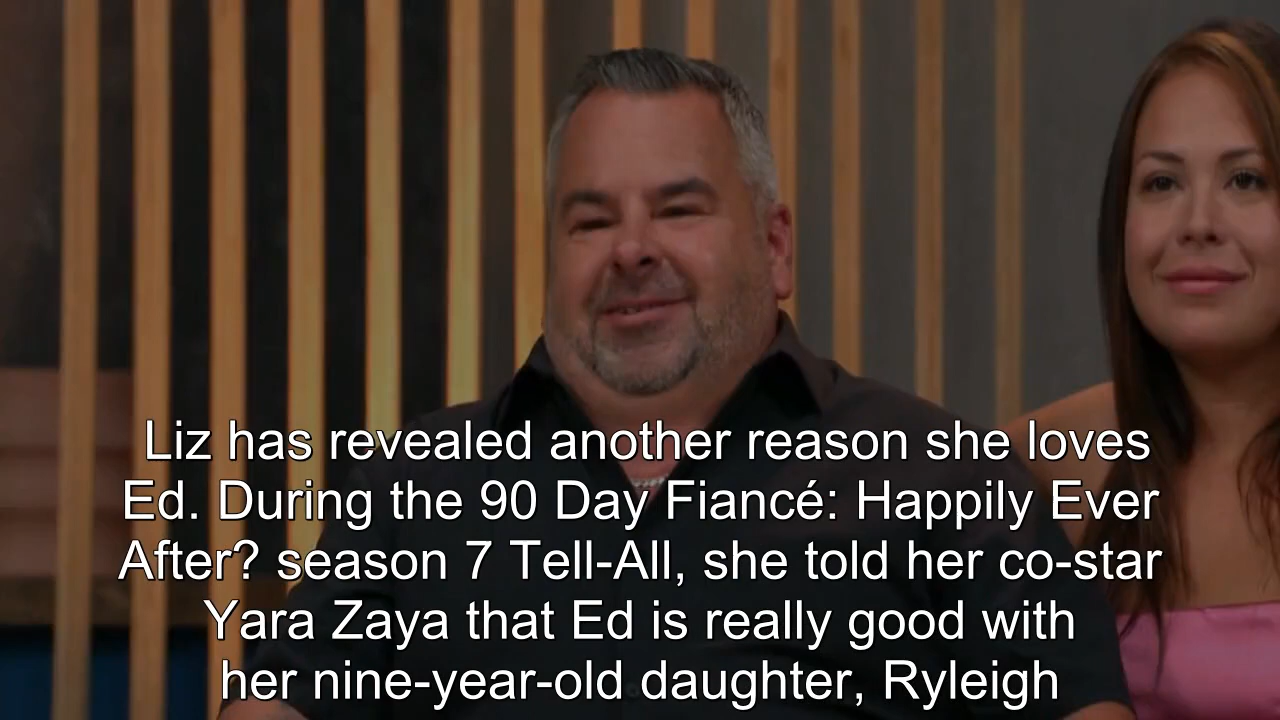 Liz has revealed another reason she loves
Ed. During the 90 Day Fiancé: Happily Ever
After? season 7 Tell-All, she told her co-star
Yara Zaya that Ed is really good with
her nine-year-old daughter, Ryleigh